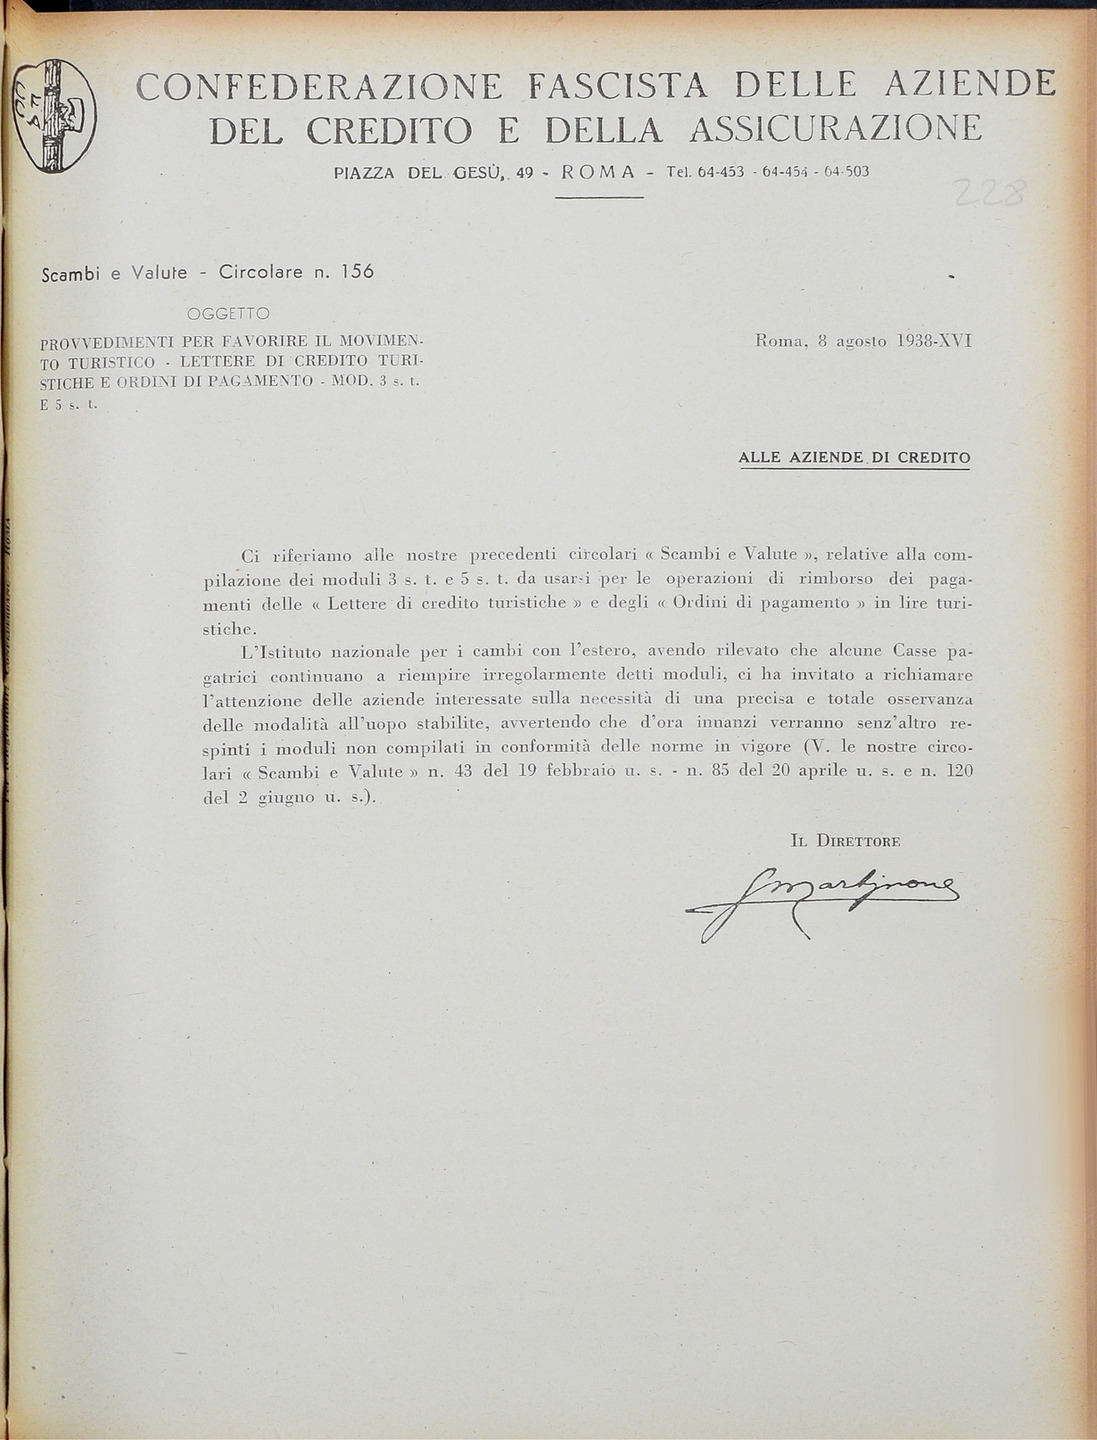 CONFEDERAZIONE FASCISTA DELLE AZIENDE
DEL CREDITO E DELLA ASSICURAZIONE
PIAZZA DEL GESÙ, 49 - ROMA - Tel. 64-453 - 64-454 - 64-503
228
Scambi e Valute - Circolare n. 156
OGGETTO
PROVVEDIMENTI PER FAVORIRE IL MOVIMEN-
TO TURISTICO - LETTERE DI CREDITO TURI-
STICHE E ORDINI DI PAGAMENTO - MOD. 3 s. t.
E 5 s. t.
Roma, 8 agosto 1938-XVI
ALLE AZIENDE DI CREDITO
Ci riferiamo alle nostre precedenti circolari « Scambi e Valute », relative alla com-
pilazione dei moduli 3 s. t. e 5 s. t. da usarsi per le operazioni di rimborso dei paga-
menti delle « Lettere di credito turistiche » e degli « Ordini di pagamento » in lire turi-
stiche.
L'Istituto nazionale per i cambi con l'estero, avendo rilevato che alcune Casse pa-
gatrici continuano a riempire irregolarmente detti moduli, ci ha invitato a richiamare
l'attenzione delle aziende interessate sulla necessità di una precisa e totale osservanza
delle modalità all'uopo stabilite, avvertendo che d'ora innanzi verranno senz'altro re-
spinti i moduli non compilati in conformità delle norme in vigore (V. le nostre circo-
lari « Scambi e Valute » n. 43 del 19 febbraio u. s. - n. 85 del 20 aprile u. s. e n. 120
del 2 giugno u. s.).
IL DIRETTORE